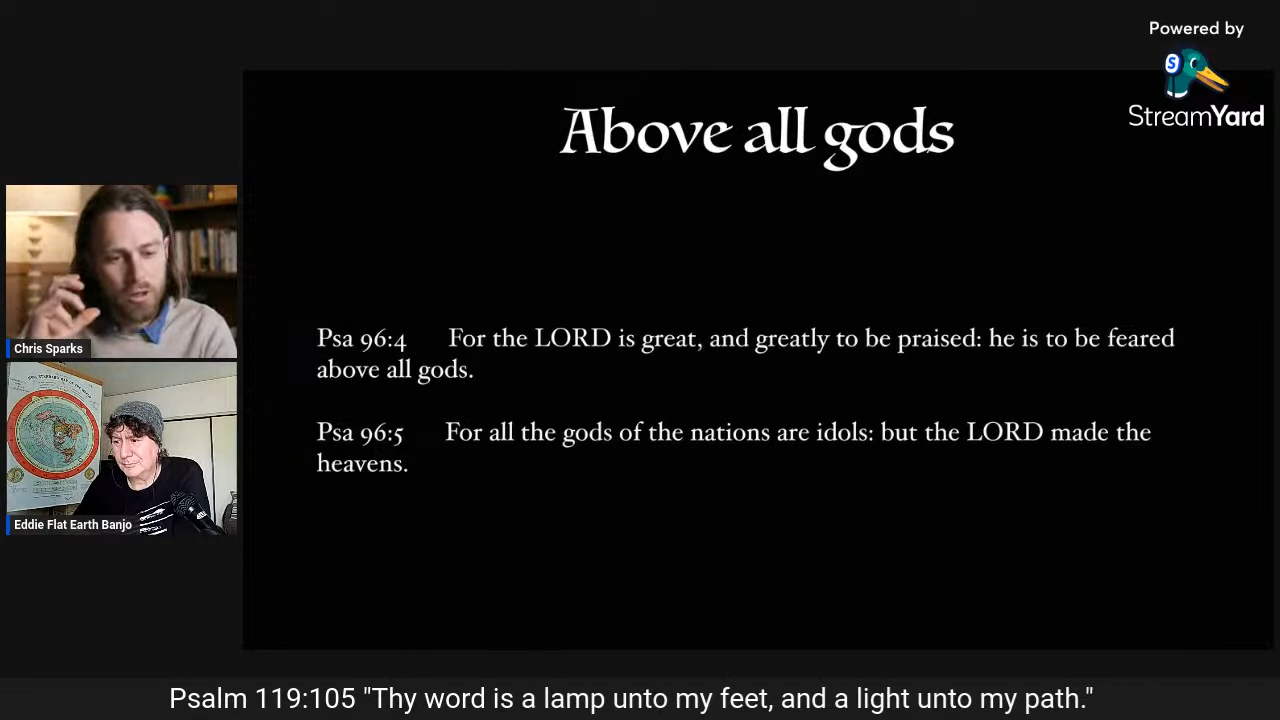 Powered by
StreamYard
Above all gods
Psa 96:4 For the LORD is great, and greatly to be praised: he is to be feared
above all gods.
Psa 96:5 For all the gods of the nations are idols: but the LORD made the
heavens.
Chris Sparks
Eddie Flat Earth Banjo
Psalm 119:105 "Thy word is a lamp unto my feet, and a light unto my path."